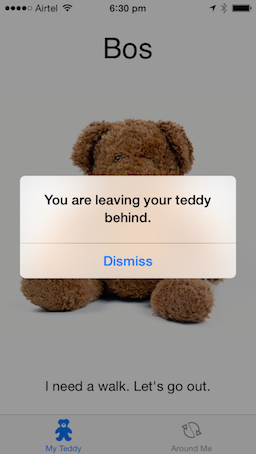 Airtel 6:30 pm
Bos
You are leaving your teddy
behind.
Dismiss
I need a walk. Let's go out.
My Teddy Around Me